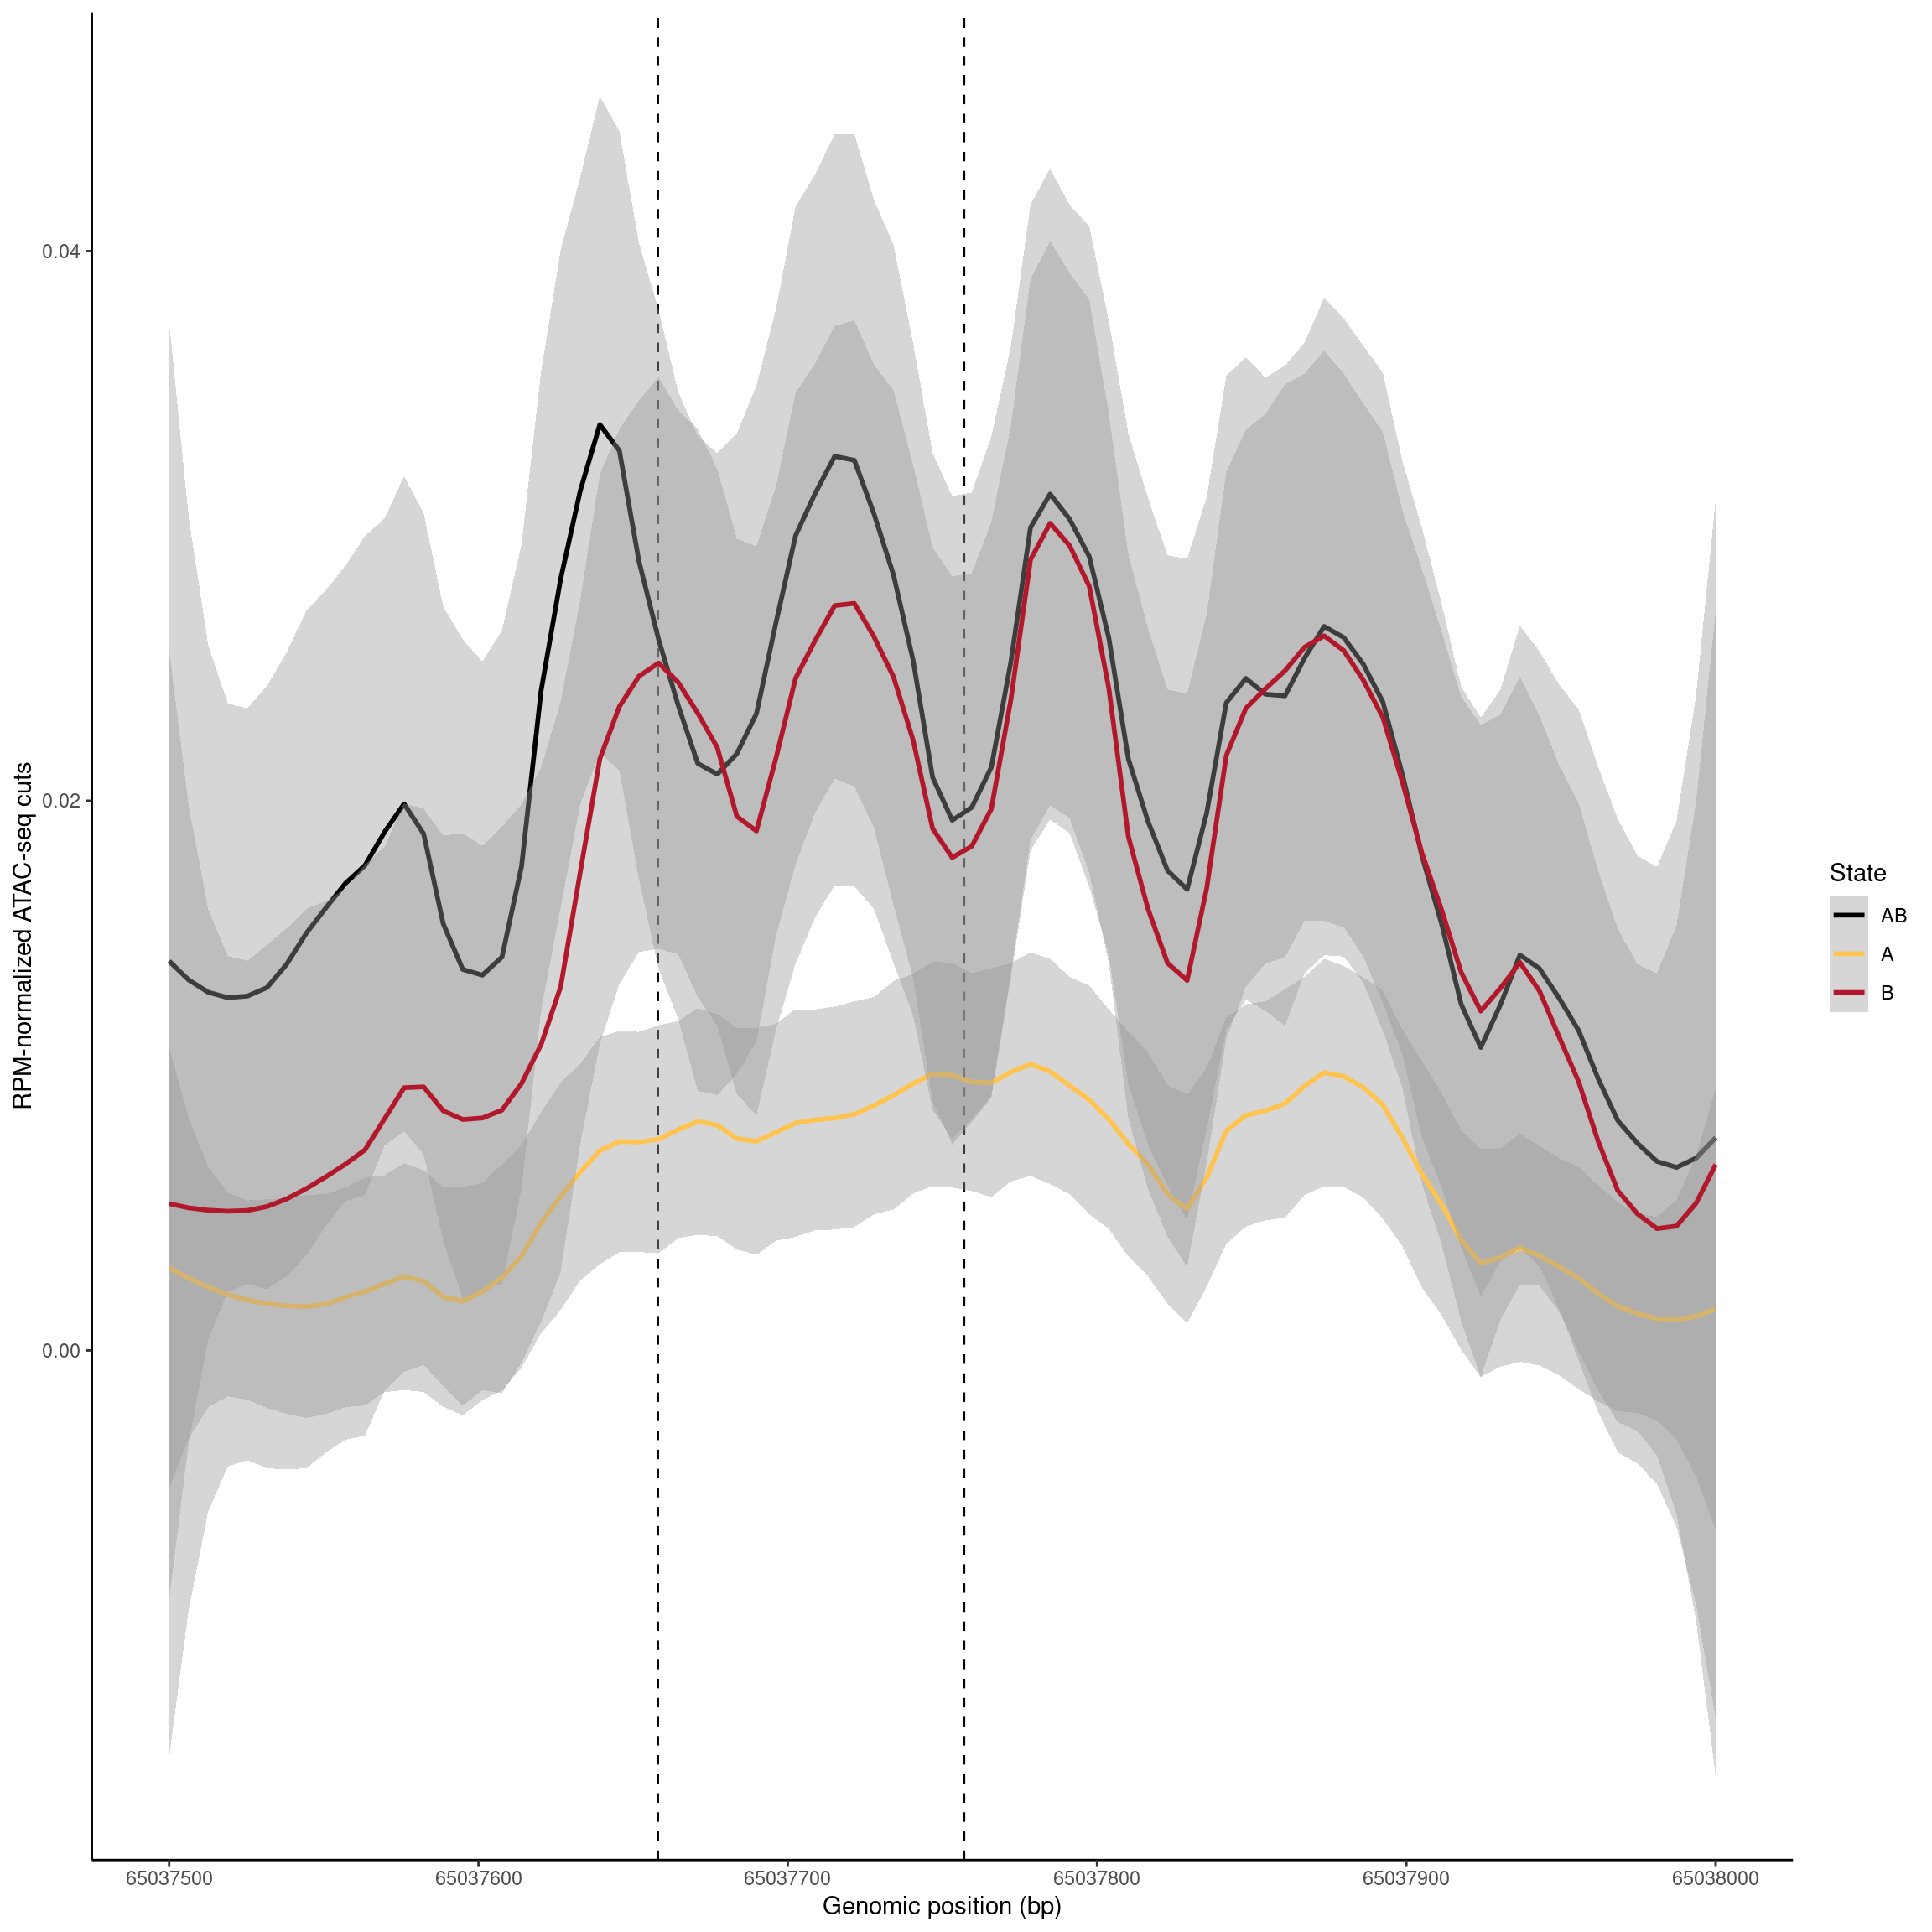 RPM-normalized ATAC-seq cuts
0.04
0.02
0.00
65037500
65037600
65037700
65037800
65037900
65038000
Genomic position (bp)
State
AB
A
B